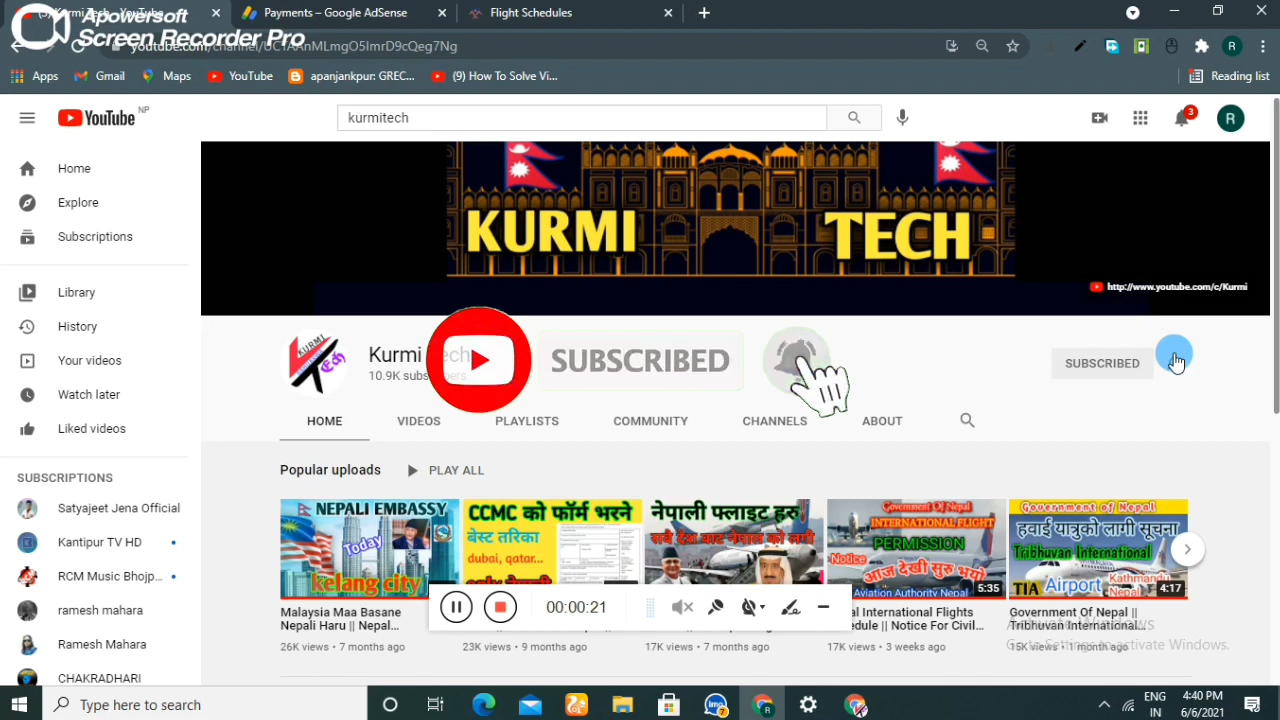 (3) Kurmi Tech - YouTube
Payments – Google AdSense
Flight Schedules
Apowersoft
Screen Recorder Pro
youtube.com/channel/UC1AnMLmgO5ImrD9cQeg7Ng
Apps
Gmail
Maps
YouTube
apanjankpur: GREC...
(9) How To Solve Vi...
Reading list
YouTube NP
kurmitech
3
R
Home
Explore
Subscriptions
Library
History
Your videos
Watch later
Liked videos
SUBSCRIPTIONS
Satyajeet Jena Official
Kantipur TV HD
RCM Music Bhojp...
ramesh mahara
Ramesh Mahara
CHAKRADHARI
KURMI TECH
http://www.youtube.com/c/Kurmi
KURMI
Tech
Kurmi Tech
10.9K subscribers
SUBSCRIBED
SUBSCRIBED
HOME
VIDEOS
PLAYLISTS
COMMUNITY
CHANNELS
ABOUT
Popular uploads
PLAY ALL
NEPALI EMBASSY
Today
kelang city
CCMC को फॉर्म भरने
बेस्ट तरिका
dubai, qatar...
नेपाली फ्लाइट हरु
Government Of Nepal
INTERNATIONAL FLIGHT
PERMISSION
Notice
आज देखी सुरु भयो
Aviation Authority Nepal
5:35
Government of Nepal
हवाई यात्रुको लागी सूचना
Tribhuvan International
TIA Airport
Kathmandu
Nepal
4:17
Malaysia Maa Basane
Nepali Haru || Nepal...
26K views • 7 months ago
23K views • 9 months ago
17K views • 7 months ago
al International Flights
edule || Notice For Civil...
17K views • 3 weeks ago
Government Of Nepal ||
Tribhuvan International...
15K views • 1 month ago
00:00:21
Activate Windows
Go to Settings to activate Windows.
Type here to search
ENG
IN
4:40 PM
6/6/2021